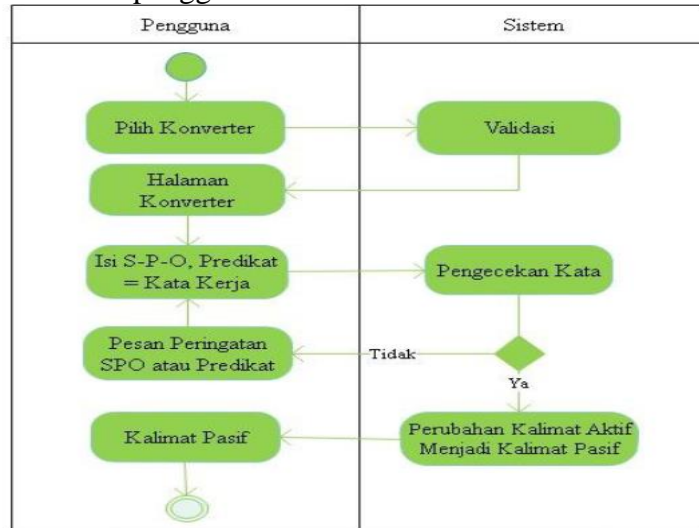 Pengguna
Sistem
Pilih Konverter
Validasi
Halaman
Konverter
Isi S-P-O, Predikat
= Kata Kerja
Pengecekan Kata
Pesan Peringatan
SPO atau Predikat
Tidak
Ya
Kalimat Pasif
Perubahan Kalimat Aktif
Menjadi Kalimat Pasif